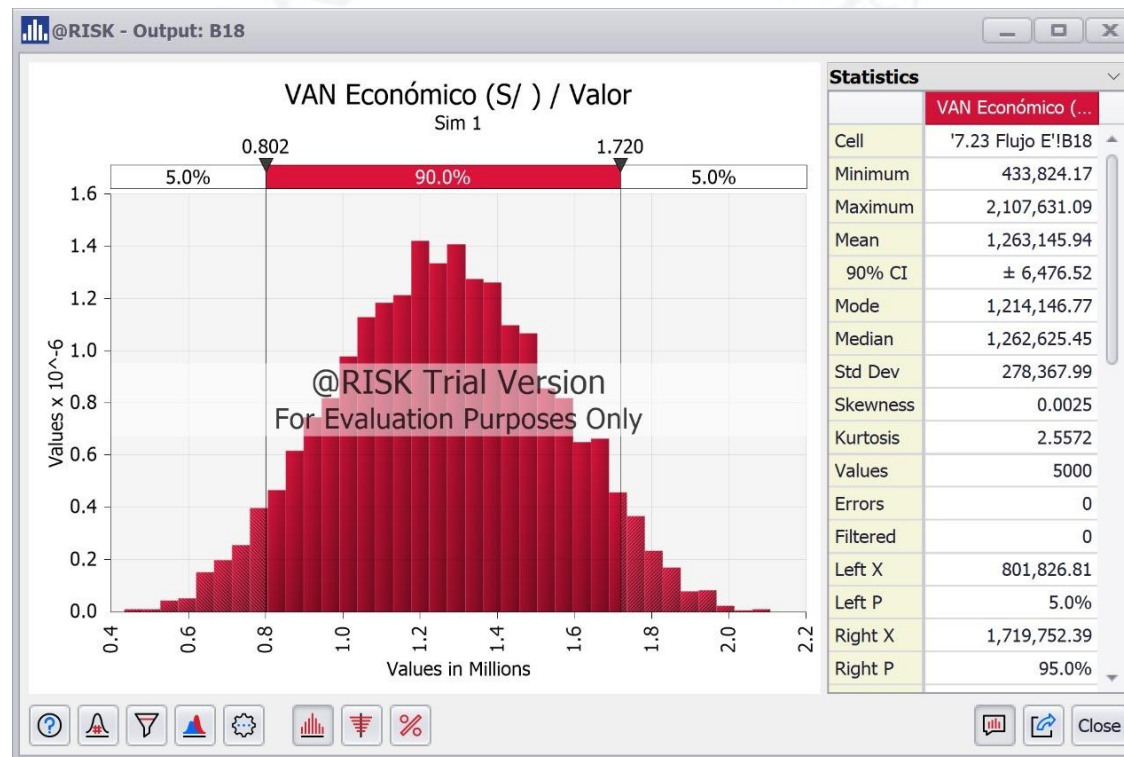 @RISK - Output: B18
VAN Económico (S/ ) / Valor
Sim 1
0.802 1.720
5.0% 90.0% 5.0%
1.6
1.4
1.2
1.0
0.8
0.6
0.4
0.2
0.0
Values x 10^-6
@RISK Trial Version
For Evaluation Purposes Only
0.4 0.6 0.8 1.0 1.2 1.4 1.6 1.8 2.0 2.2
Values in Millions
Statistics
VAN Económico (...
Cell '7.23 Flujo E'!B18
Minimum 433,824.17
Maximum 2,107,631.09
Mean 1,263,145.94
90% CI ± 6,476.52
Mode 1,214,146.77
Median 1,262,625.45
Std Dev 278,367.99
Skewness 0.0025
Kurtosis 2.5572
Values 5000
Errors 0
Filtered 0
Left X 801,826.81
Left P 5.0%
Right X 1,719,752.39
Right P 95.0%
Close